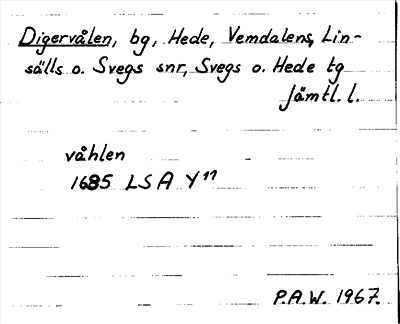 Digervålen, bg, Hede, Vemdalens, Lin-
sälls o. Svegs snr, Svegs o. Hede tg
Jämtl. l.
våhlen
1685 LSA Y¹¹
P.A.W. 1967.